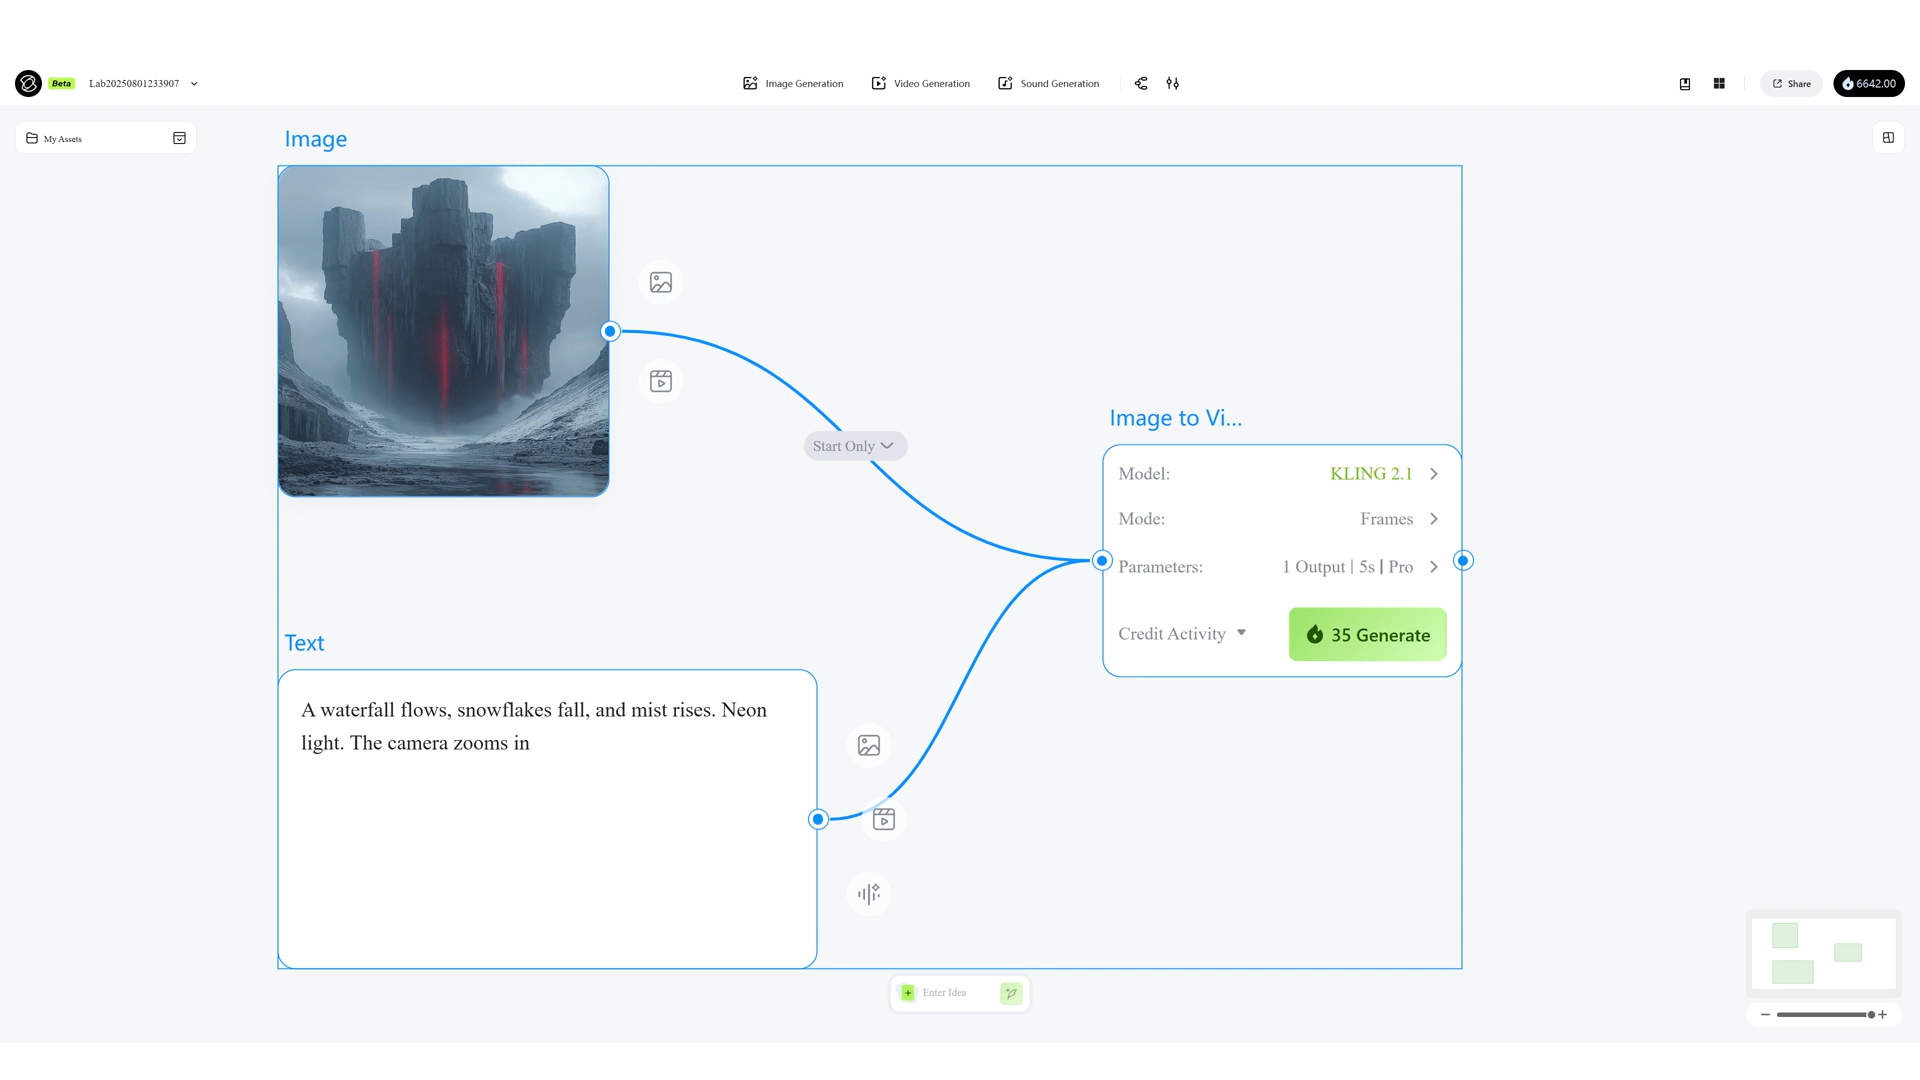 Beta
Lab20250801233907
Image Generation
Video Generation
Sound Generation
Share
6642.00
My Assets
Image
Start Only
Image to Vi...
Model:
KLING 2.1
Mode:
Frames
Parameters:
1 Output | 5s | Pro
Credit Activity
35 Generate
Text
A waterfall flows, snowflakes fall, and mist rises. Neon
light. The camera zooms in
Enter Idea